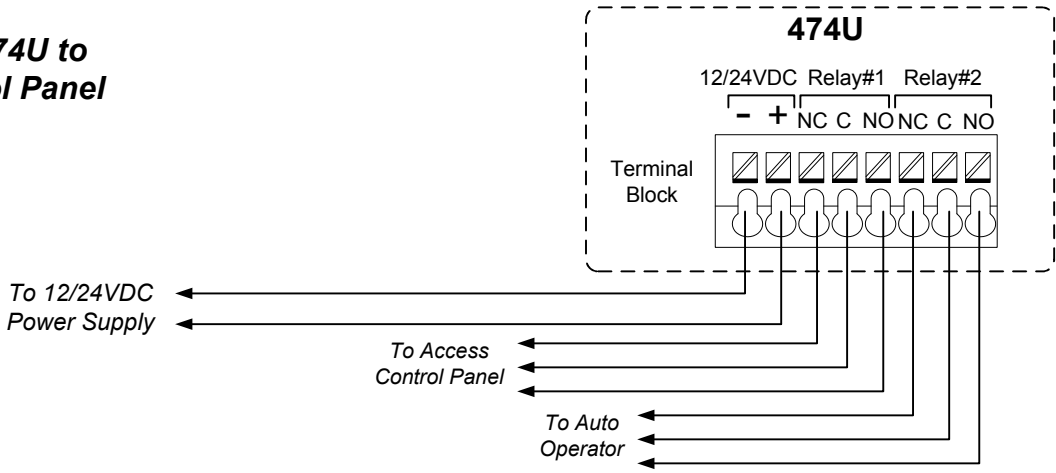 74U to
ol Panel
474U
12/24VDC Relay#1 Relay#2
- + NC C NO NC C NO
Terminal
Block
To 12/24VDC
Power Supply
To Access
Control Panel
To Auto
Operator